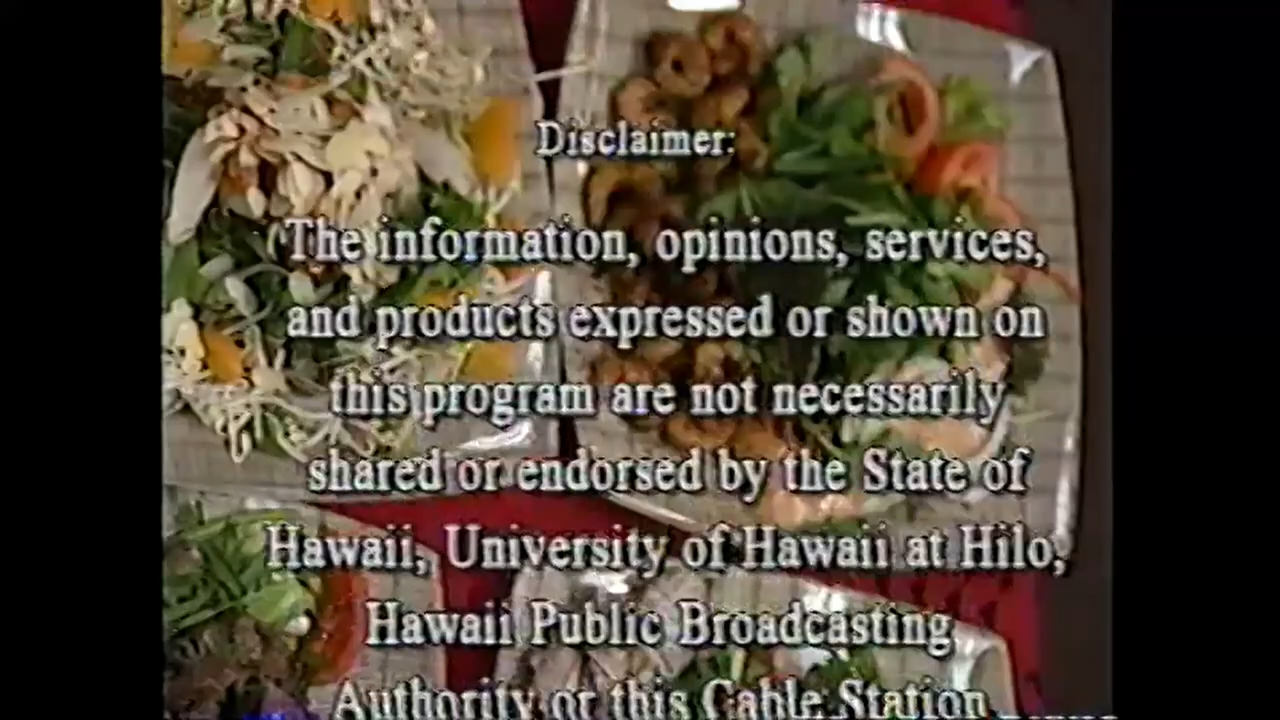 Disclaimer:
The information, opinions, services,
and products expressed or shown on
this program are not necessarily
shared or endorsed by the State of
Hawaii, University of Hawaii at Hilo,
Hawaii Public Broadcasting
Authority or this Cable Station